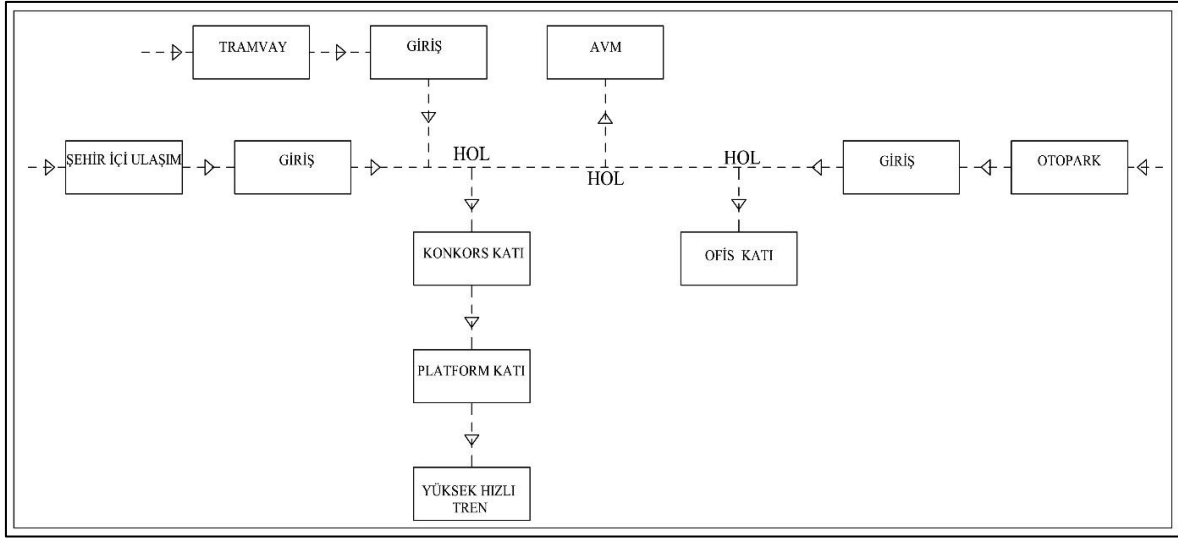 TRAMVAY
GİRİŞ
AVM
ŞEHİR İÇİ ULAŞIM
GİRİŞ
HOL
HOL
HOL
GİRİŞ
OTOPARK
KONKORS KATI
OFİS KATI
PLATFORM KATI
YÜKSEK HIZLI
TREN